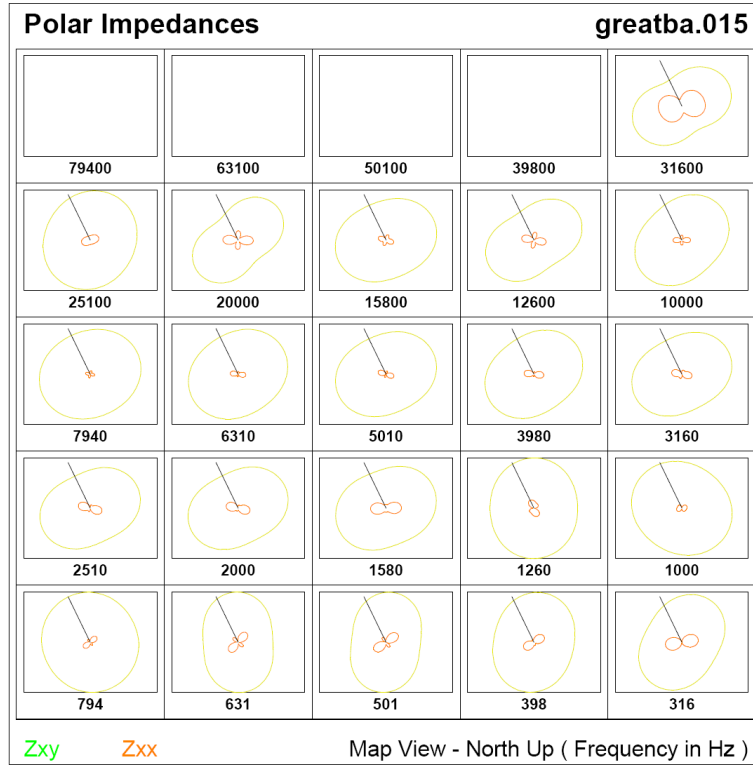 Polar Impedances greatba.015
79400 63100 50100 39800 31600
25100 20000 15800 12600 10000
7940 6310 5010 3980 3160
2510 2000 1580 1260 1000
794 631 501 398 316
Zxy Zxx Map View - North Up ( Frequency in Hz )